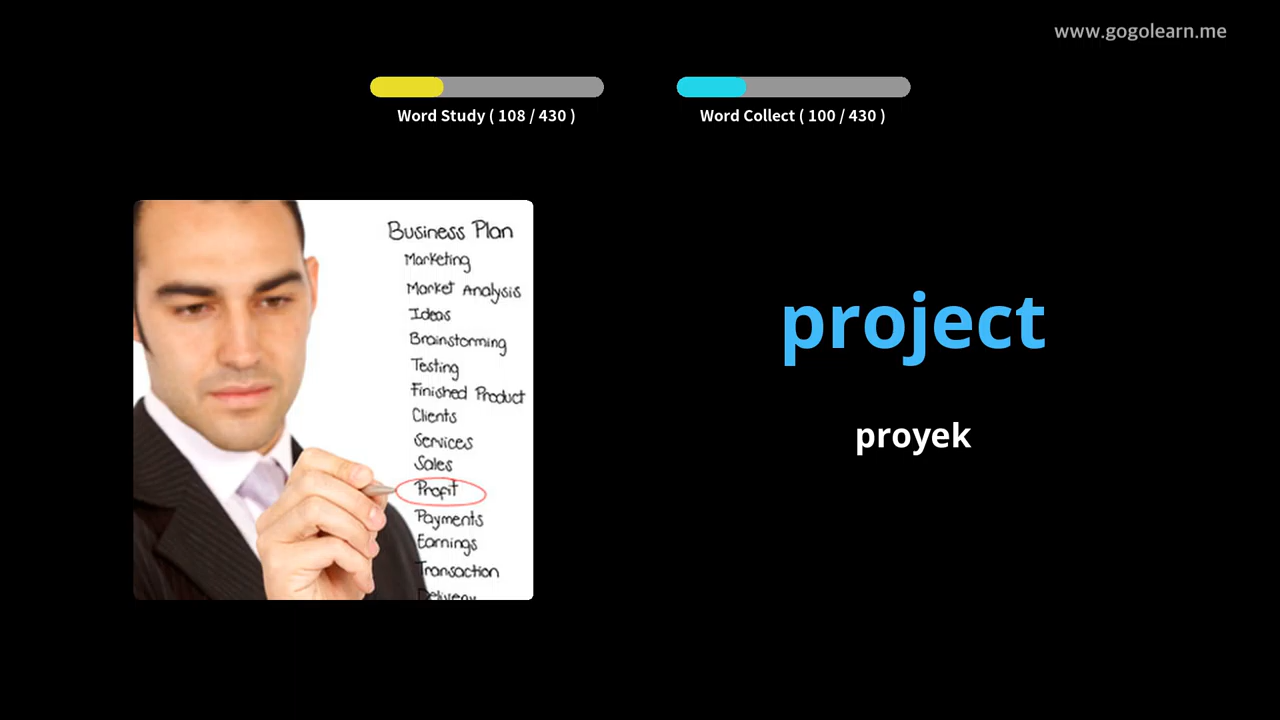 www.gogolearn.me
Word Study ( 108 / 430 )
Word Collect ( 100 / 430 )
Business Plan
Marketing
Market Analysis
Ideas
Brainstorming
Testing
Finished Product
Clients
Services
Sales
Profit
Payments
Earnings
Transaction
Delivery
project
proyek